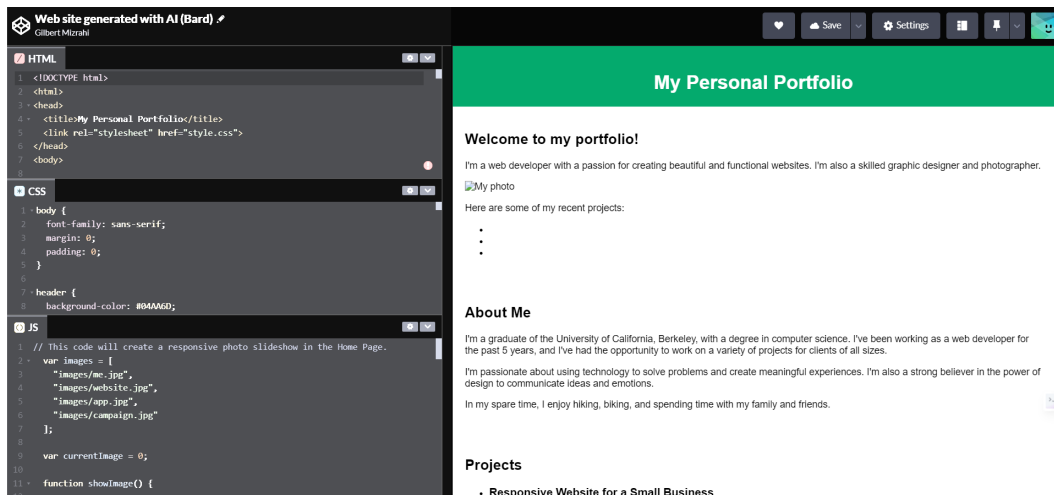 Web site generated with AI (Bard)
Gilbert Mizrahi
Save
Settings
HTML
1 <!DOCTYPE html>
2 <html>
3 <head>
4 <title>My Personal Portfolio</title>
5 <link rel="stylesheet" href="style.css">
6 </head>
7 <body>
8
CSS
1 body {
2 font-family: sans-serif;
3 margin: 0;
4 padding: 0;
5 }
6
7 header {
8 background-color: #04AA6D;
JS
1 // This code will create a responsive photo slideshow in the Home Page.
2 var images = [
3 "images/me.jpg",
4 "images/website.jpg",
5 "images/app.jpg",
6 "images/campaign.jpg"
7 ];
8
9 var currentImage = 0;
10
11 function showImage() {
My Personal Portfolio
Welcome to my portfolio!
I'm a web developer with a passion for creating beautiful and functional websites. I'm also a skilled graphic designer and photographer.
My photo
Here are some of my recent projects:
About Me
I'm a graduate of the University of California, Berkeley, with a degree in computer science. I've been working as a web developer for
the past 5 years, and I've had the opportunity to work on a variety of projects for clients of all sizes.
I'm passionate about using technology to solve problems and create meaningful experiences. I'm also a strong believer in the power of
design to communicate ideas and emotions.
In my spare time, I enjoy hiking, biking, and spending time with my family and friends.
Projects
• Responsive Website for a Small Business